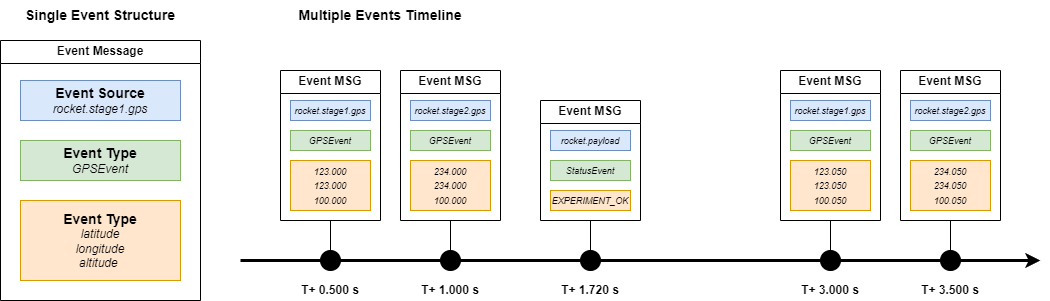 Single Event Structure
Event Message
Event Source
rocket.stage1.gps
Event Type
GPSEvent
Event Type
latitude
longitude
altitude
Multiple Events Timeline
Event MSG
rocket.stage1.gps
GPSEvent
123.000
123.000
100.000
T+ 0.500 s
Event MSG
rocket.stage2.gps
GPSEvent
234.000
234.000
100.000
T+ 1.000 s
Event MSG
rocket.payload
StatusEvent
EXPERIMENT_OK
T+ 1.720 s
Event MSG
rocket.stage1.gps
GPSEvent
123.050
123.050
100.050
T+ 3.000 s
Event MSG
rocket.stage2.gps
GPSEvent
234.050
234.050
100.050
T+ 3.500 s